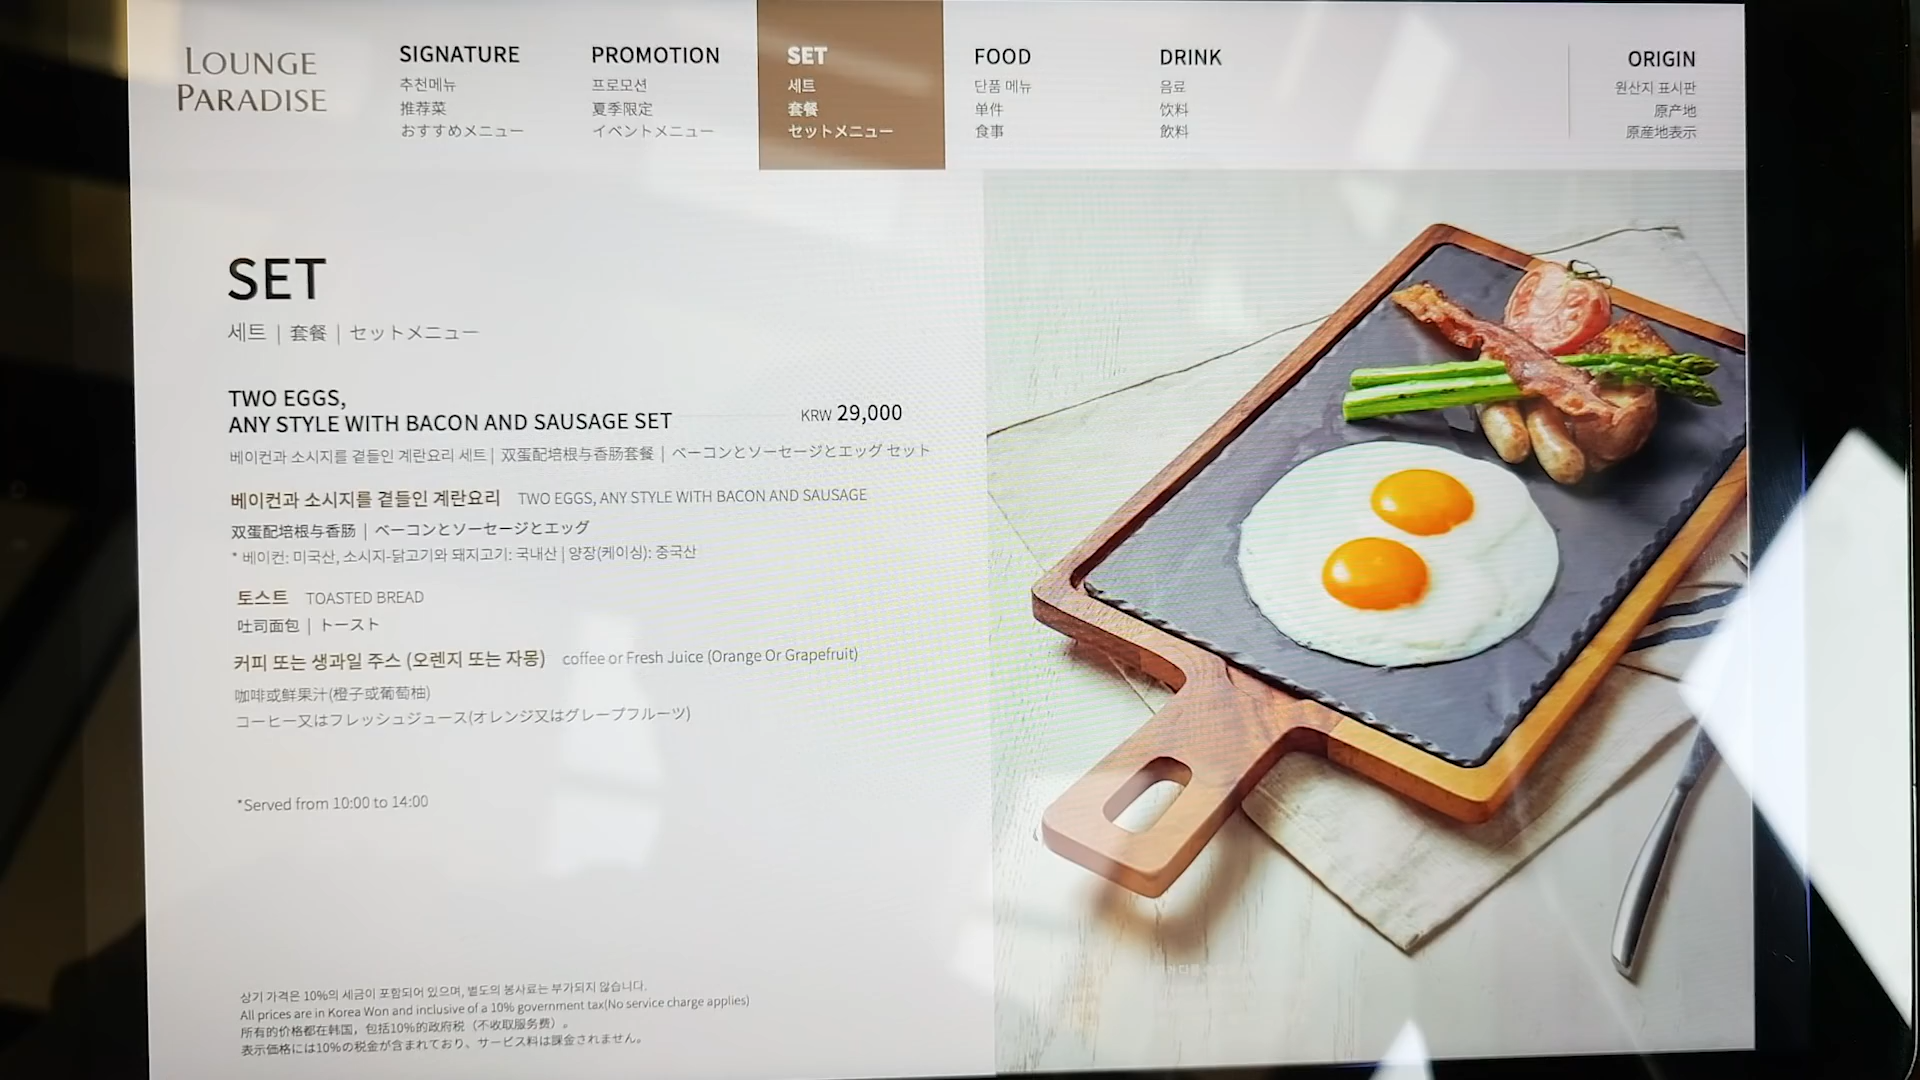 LOUNGE
PARADISE
SIGNATURE
추천메뉴
推荐菜
おすすめメニュー
PROMOTION
프로모션
夏季限定
イベントメニュー
SET
세트
套餐
セットメニュー
FOOD
단품 메뉴
单件
食事
DRINK
음료
饮料
飲料
ORIGIN
원산지 표시판
原产地
原産地表示
SET
세트 | 套餐 | セットメニュー
TWO EGGS,
ANY STYLE WITH BACON AND SAUSAGE SET KRW 29,000
베이컨과 소시지를 곁들인 계란요리 세트 | 双蛋配培根与香肠套餐 | ベーコンとソーセージとエッグ セット
베이컨과 소시지를 곁들인 계란요리 TWO EGGS, ANY STYLE WITH BACON AND SAUSAGE
双蛋配培根与香肠 | ベーコンとソーセージとエッグ
* 베이컨: 미국산, 소시지-닭고기와 돼지고기: 국내산 | 양장(케이싱): 중국산
토스트 TOASTED BREAD
吐司面包 | トースト
커피 또는 생과일 주스 (오렌지 또는 자몽) coffee or Fresh Juice (Orange Or Grapefruit)
咖啡或鲜果汁(橙子或葡萄柚)
コーヒー又はフレッシュジュース(オレンジ又はグレープフルーツ)
*Served from 10:00 to 14:00
상기 가격은 10%의 세금이 포함되어 있으며, 별도의 봉사료는 부가되지 않습니다.
All prices are in Korea Won and inclusive of a 10% government tax(No service charge applies)
所有的价格都在韩国，包括10%的政府税（不收取服务费）。
表示価格には10%の税金が含まれており、サービス料は課金されません。